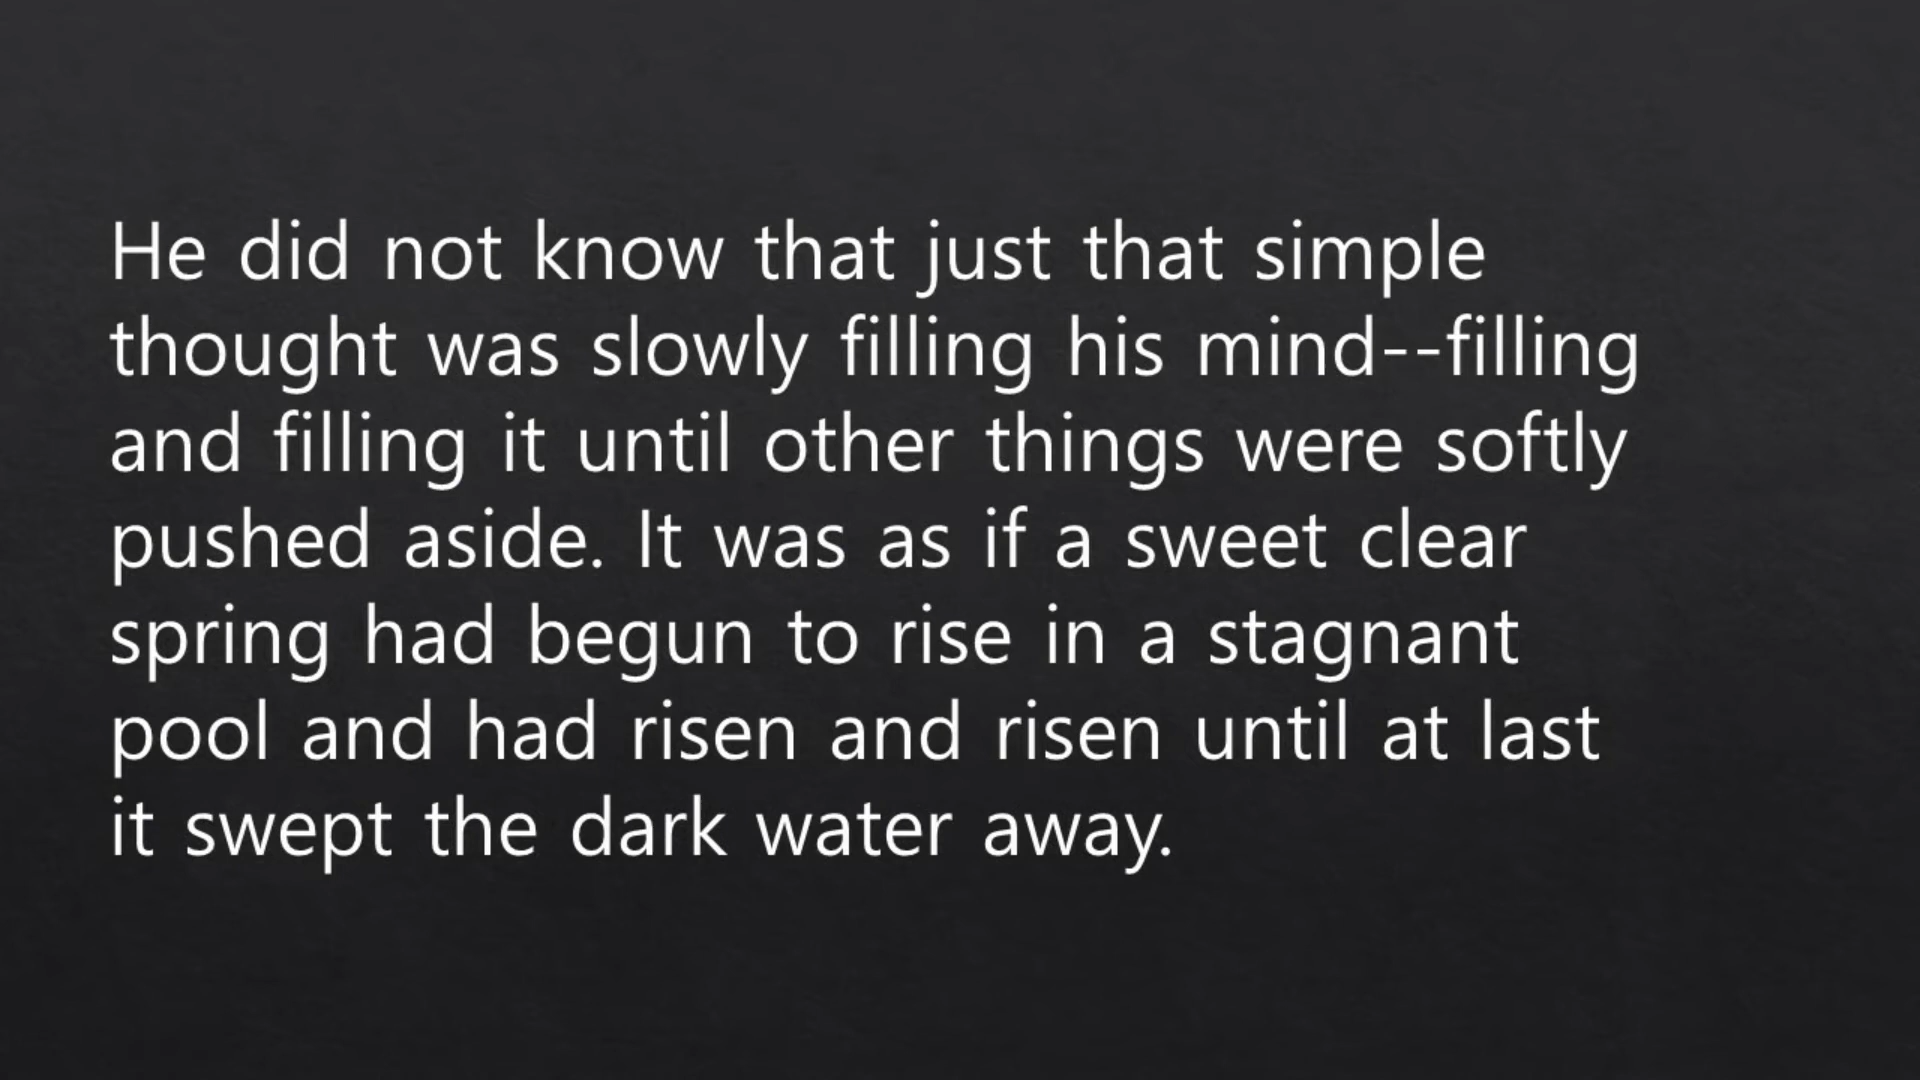 He did not know that just that simple
thought was slowly filling his mind--filling
and filling it until other things were softly
pushed aside. It was as if a sweet clear
spring had begun to rise in a stagnant
pool and had risen and risen until at last
it swept the dark water away.